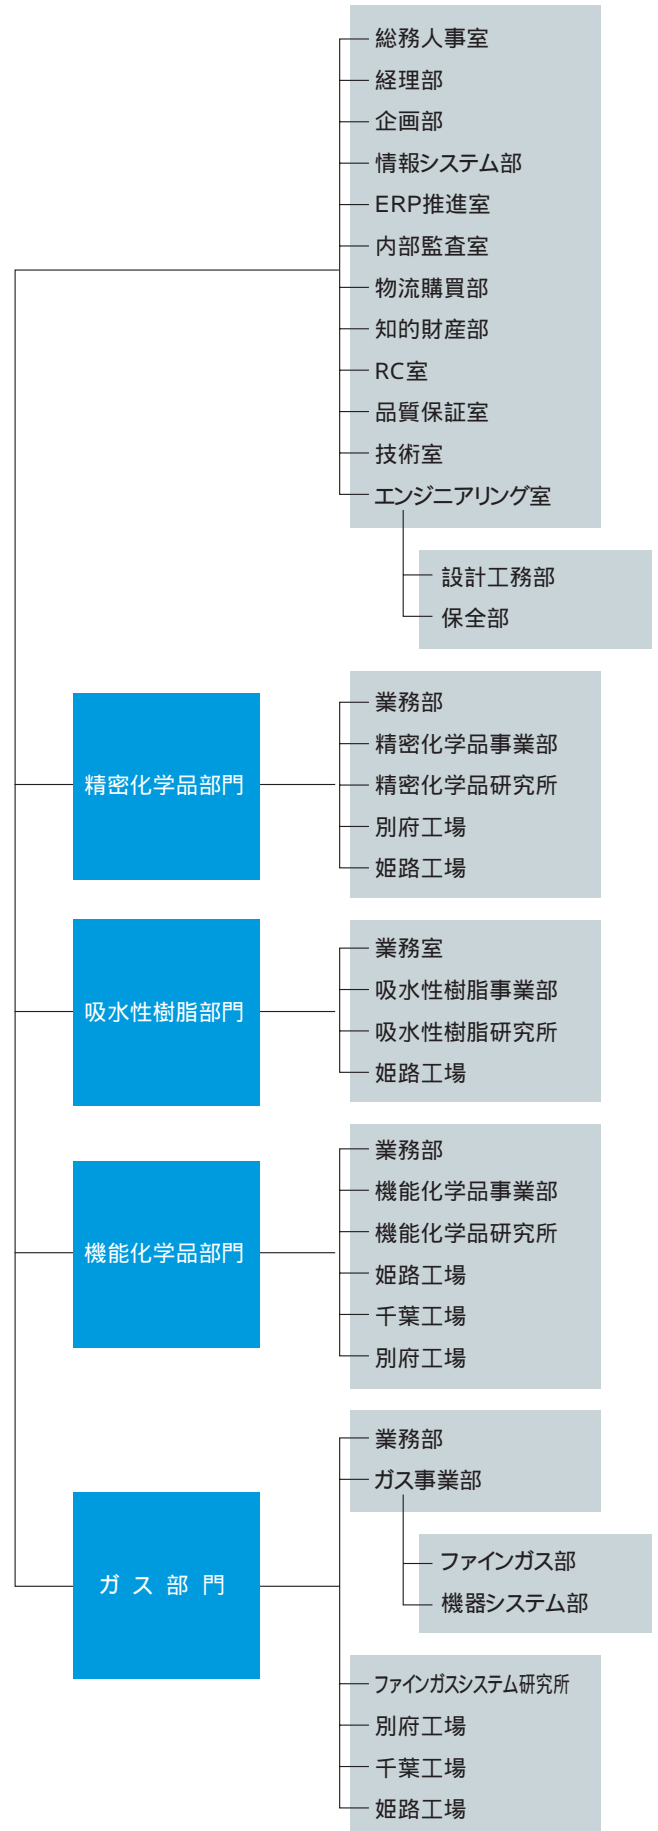 総務人事室
経理部
企画部
情報システム部
ERP推進室
内部監査室
物流購買部
知的財産部
RC室
品質保証室
技術室
エンジニアリング室
設計工務部
保全部
精密化学品部門
業務部
精密化学品事業部
精密化学品研究所
別府工場
姫路工場
吸水性樹脂部門
業務室
吸水性樹脂事業部
吸水性樹脂研究所
姫路工場
機能化学品部門
業務部
機能化学品事業部
機能化学品研究所
姫路工場
千葉工場
別府工場
ガス部門
業務部
ガス事業部
ファインガス部
機器システム部
ファインガスシステム研究所
別府工場
千葉工場
姫路工場